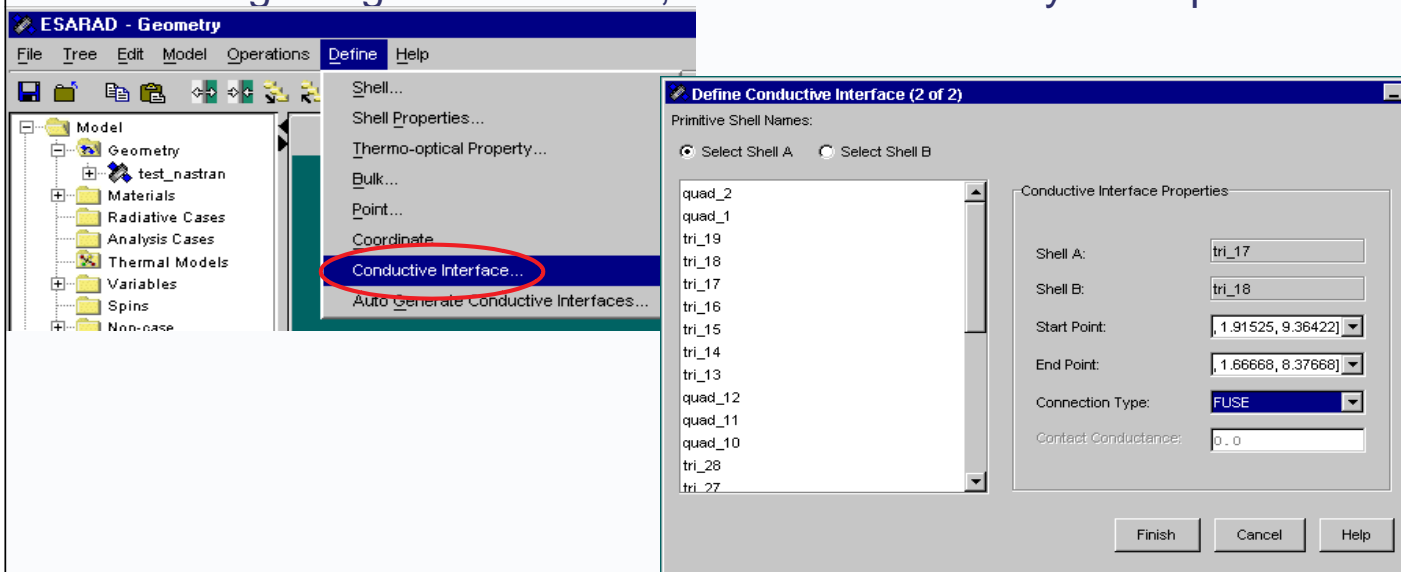 ESARAD - Geometry
File Tree Edit Model Operations Define Help
Model
Geometry
test_nastran
Materials
Radiative Cases
Analysis Cases
Thermal Models
Variables
Spins
Non-case
Shell...
Shell Properties...
Thermo-optical Property...
Bulk...
Point...
Coordinate
Conductive Interface...
Auto Generate Conductive Interfaces...
Define Conductive Interface (2 of 2)
Primitive Shell Names:
Select Shell A Select Shell B
quad_2
quad_1
tri_19
tri_18
tri_17
tri_16
tri_15
tri_14
tri_13
quad_12
quad_11
quad_10
tri_28
tri_27
Conductive Interface Properties
Shell A: tri_17
Shell B: tri_18
Start Point: , 1.91525, 9.36422]
End Point: , 1.66668, 8.37668]
Connection Type: FUSE
Contact Conductance: 0.0
Finish Cancel Help